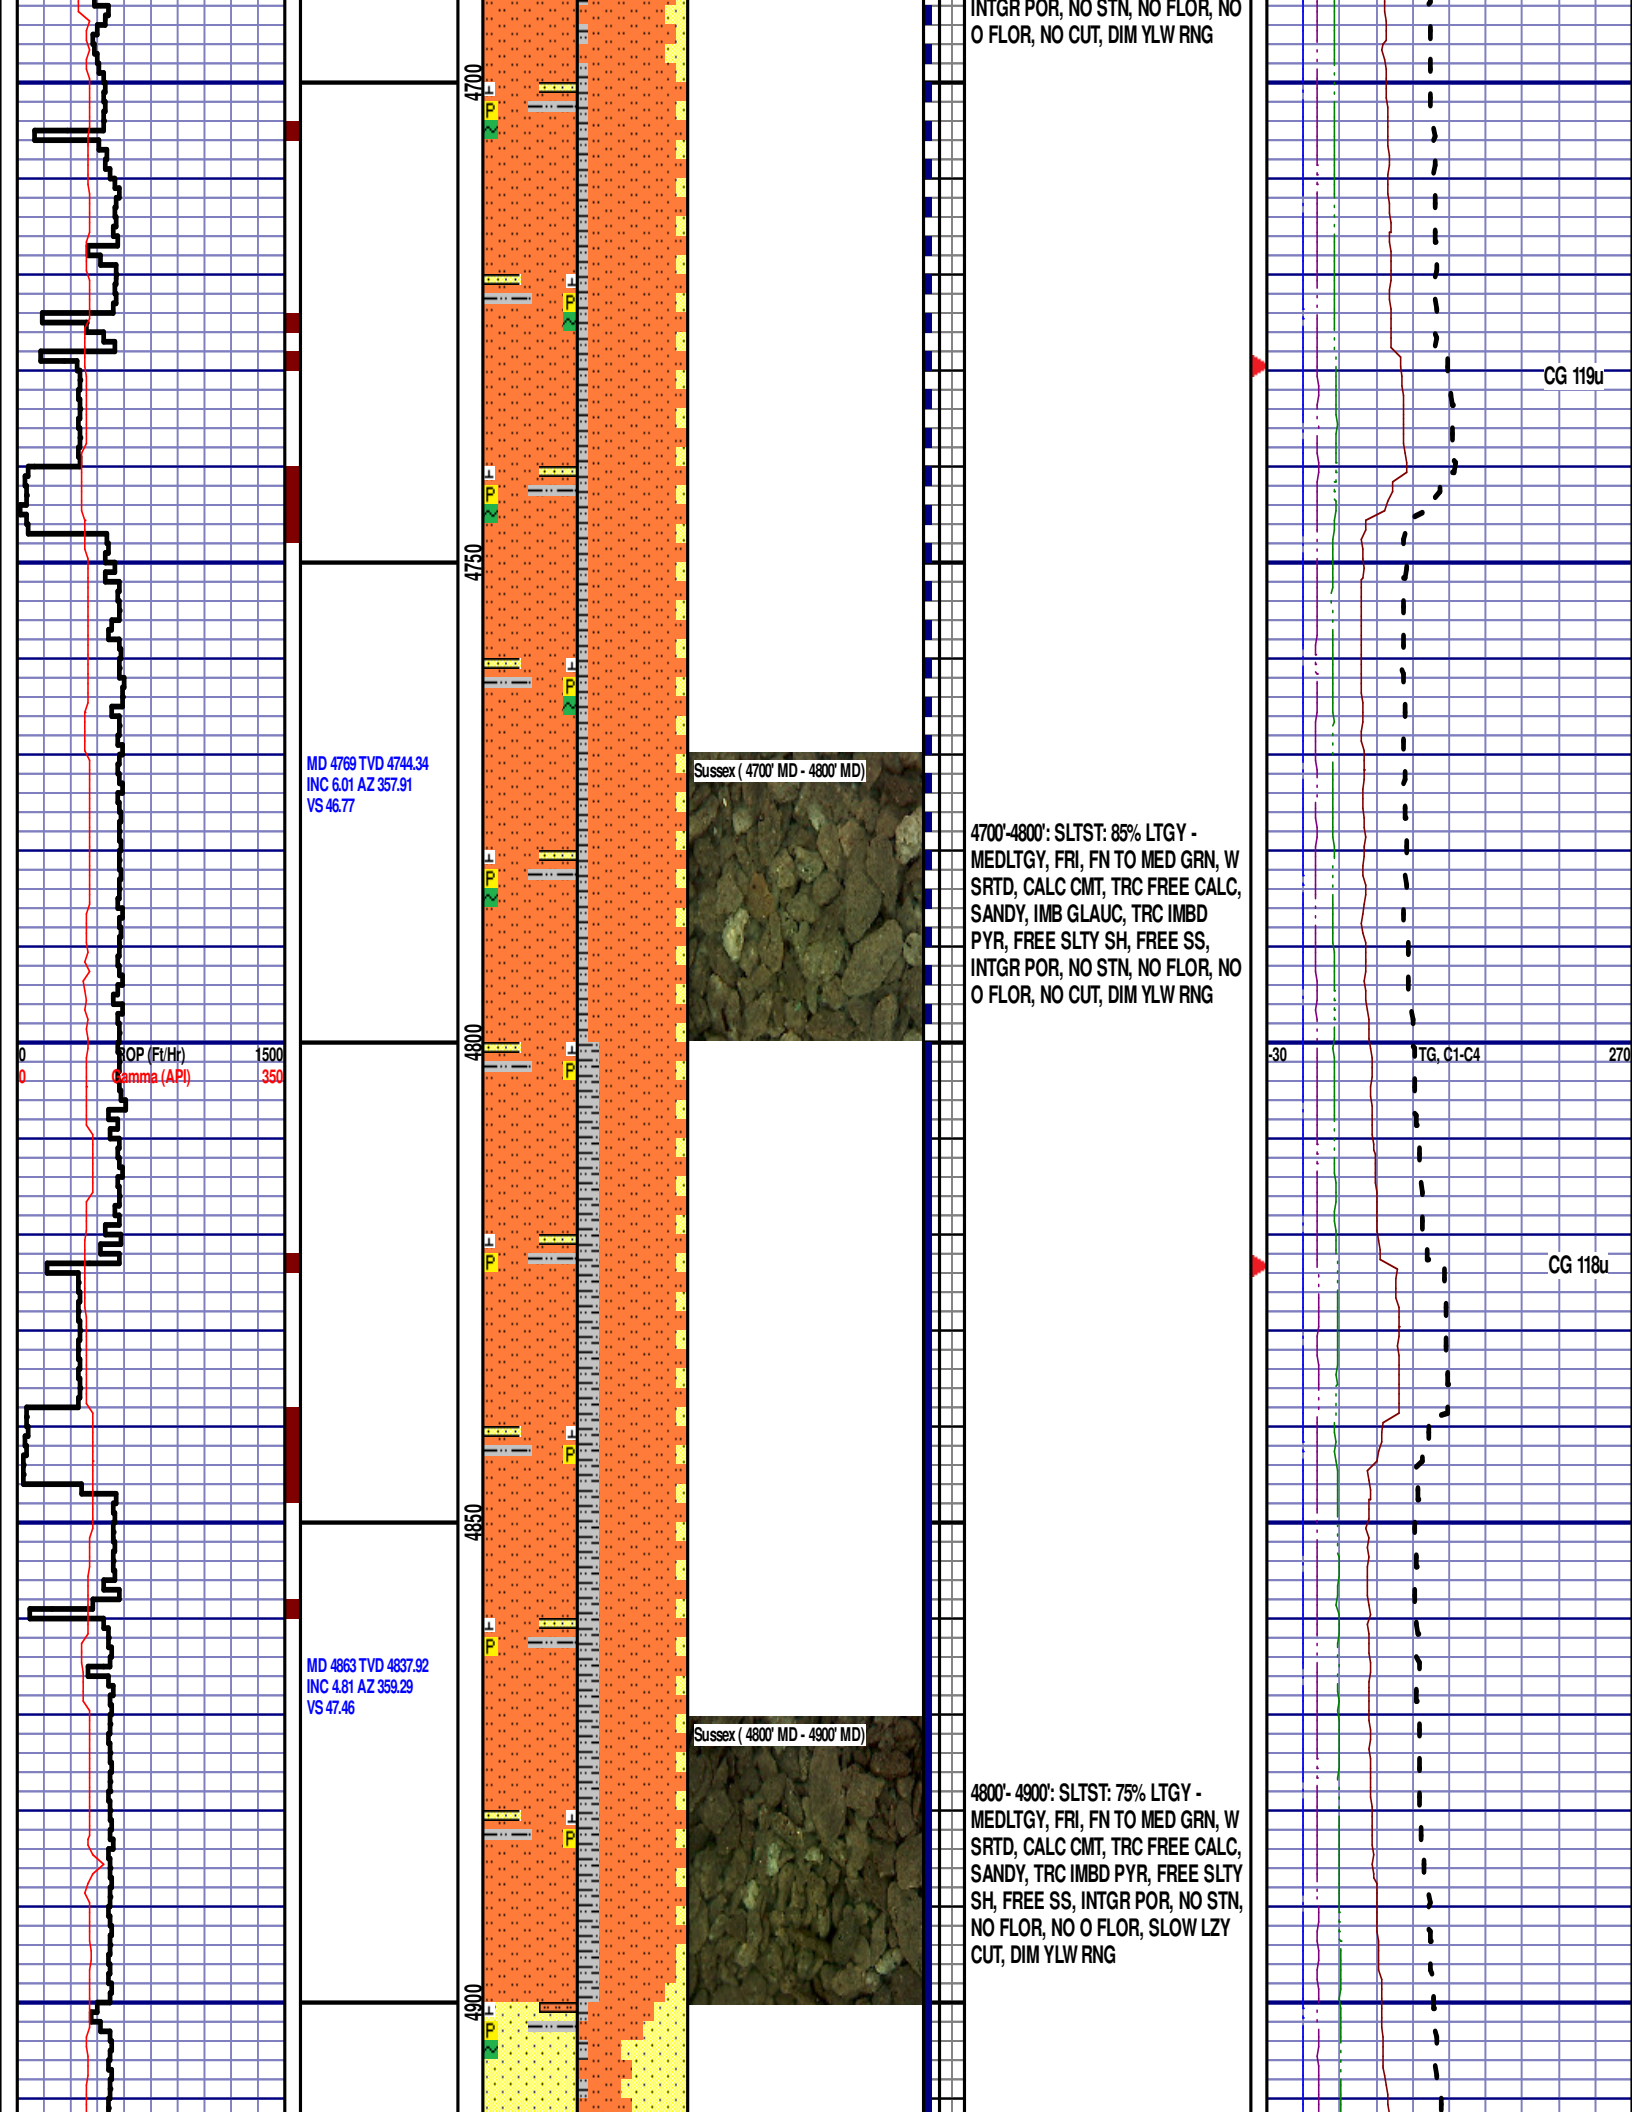 INTGR POR, NO STN, NO FLOR, NO
O FLOR, NO CUT, DIM YLW RNG
4700
P
P
CG 119u
P
4750
P
MD 4769 TVD 4744.34
INC 6.01 AZ 357.91
VS 46.77
Sussex ( 4700' MD - 4800' MD)
4700'-4800': SLTST: 85% LTGY -
MEDLTGY, FRI, FN TO MED GRN, W
SRTD, CALC CMT, TRC FREE CALC,
SANDY, IMB GLAUC, TRC IMBD
PYR, FREE SLTY SH, FREE SS,
INTGR POR, NO STN, NO FLOR, NO
O FLOR, NO CUT, DIM YLW RNG
P
4800
0 ROP (Ft/Hr) 1500
0 Gamma (API) 350
-30 TG, C1-C4 270
P
P
CG 118u
P
4850
P
MD 4863 TVD 4837.92
INC 4.81 AZ 359.29
VS 47.46
Sussex ( 4800' MD - 4900' MD)
4800'- 4900': SLTST: 75% LTGY -
MEDLTGY, FRI, FN TO MED GRN, W
SRTD, CALC CMT, TRC FREE CALC,
SANDY, TRC IMBD PYR, FREE SLTY
SH, FREE SS, INTGR POR, NO STN,
NO FLOR, NO O FLOR, SLOW LZY
CUT, DIM YLW RNG
P
4900
P